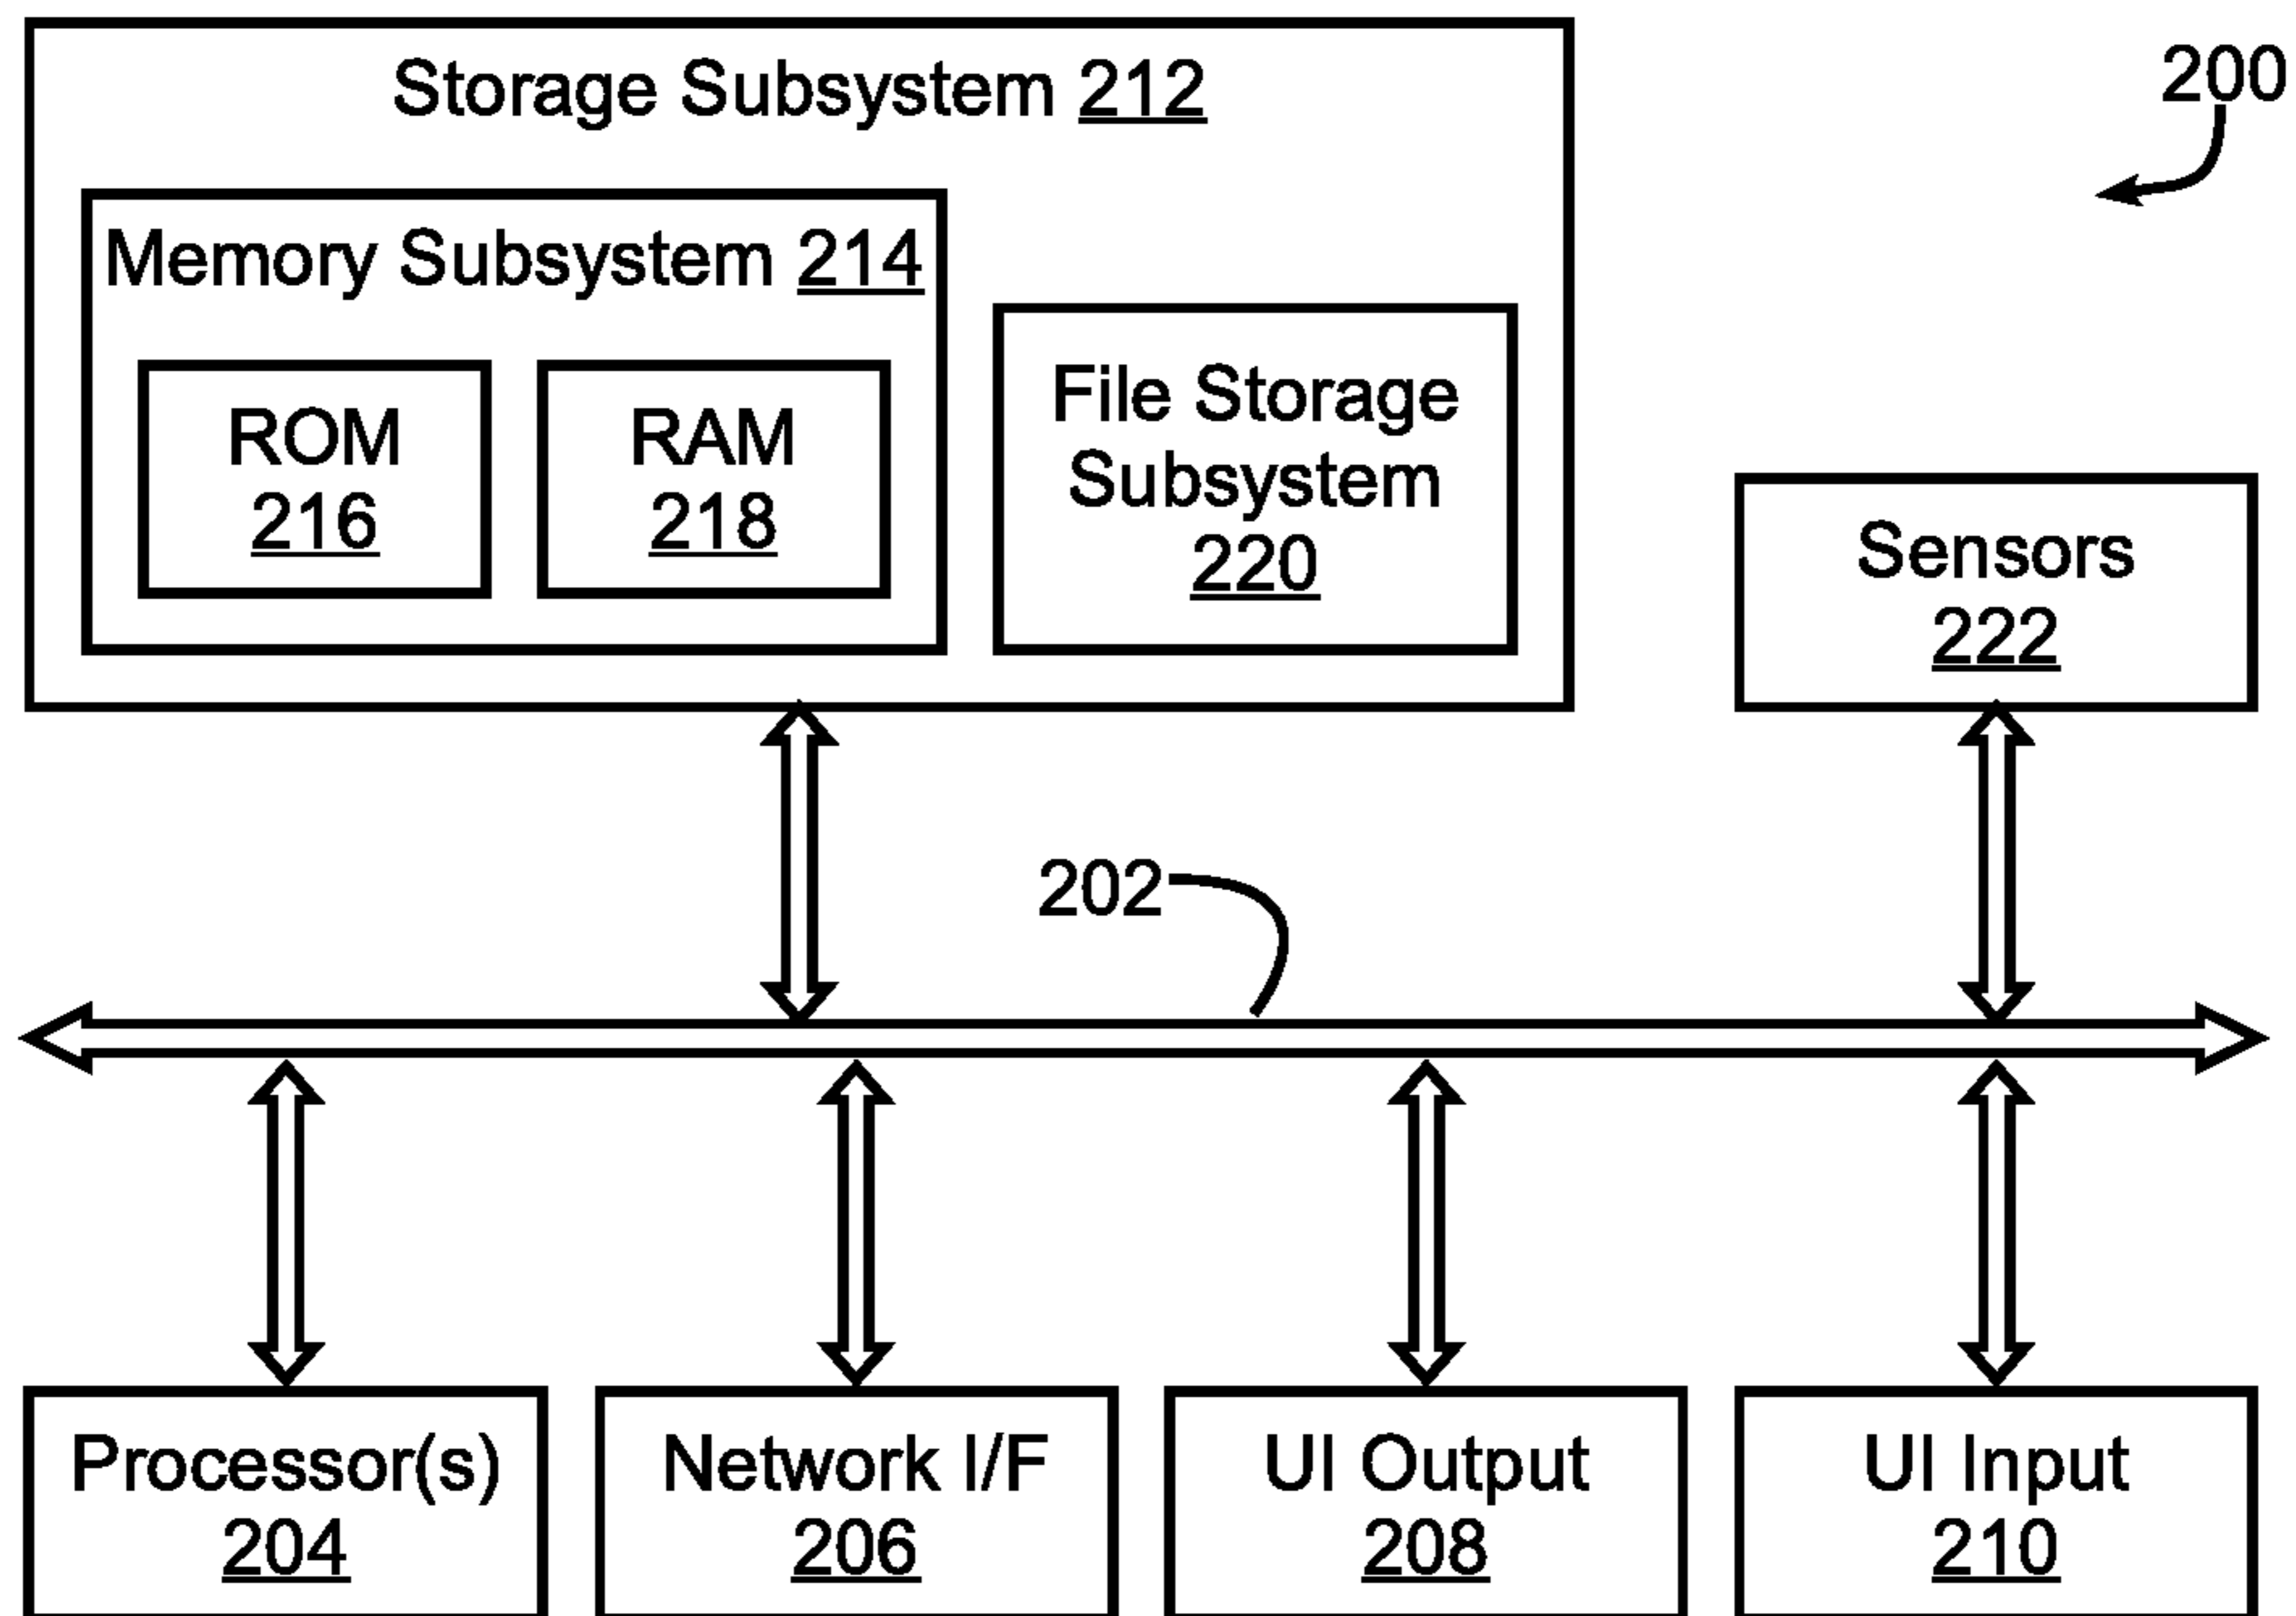 Storage Subsystem 212
200
Memory Subsystem 214
ROM
216
RAM
218
File Storage
Subsystem
220
Sensors
222
202
Processor(s)
204
Network I/F
206
UI Output
208
UI Input
210